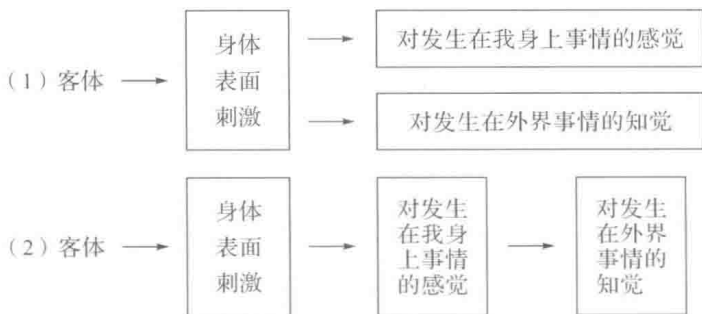 (1)客体
身体
表面
刺激
对发生在我身上事情的感觉
对发生在外界事情的知觉
(2)客体
身体
表面
刺激
对发生
在我身
上事情
的感觉
对发生
在外界
事情的
知觉